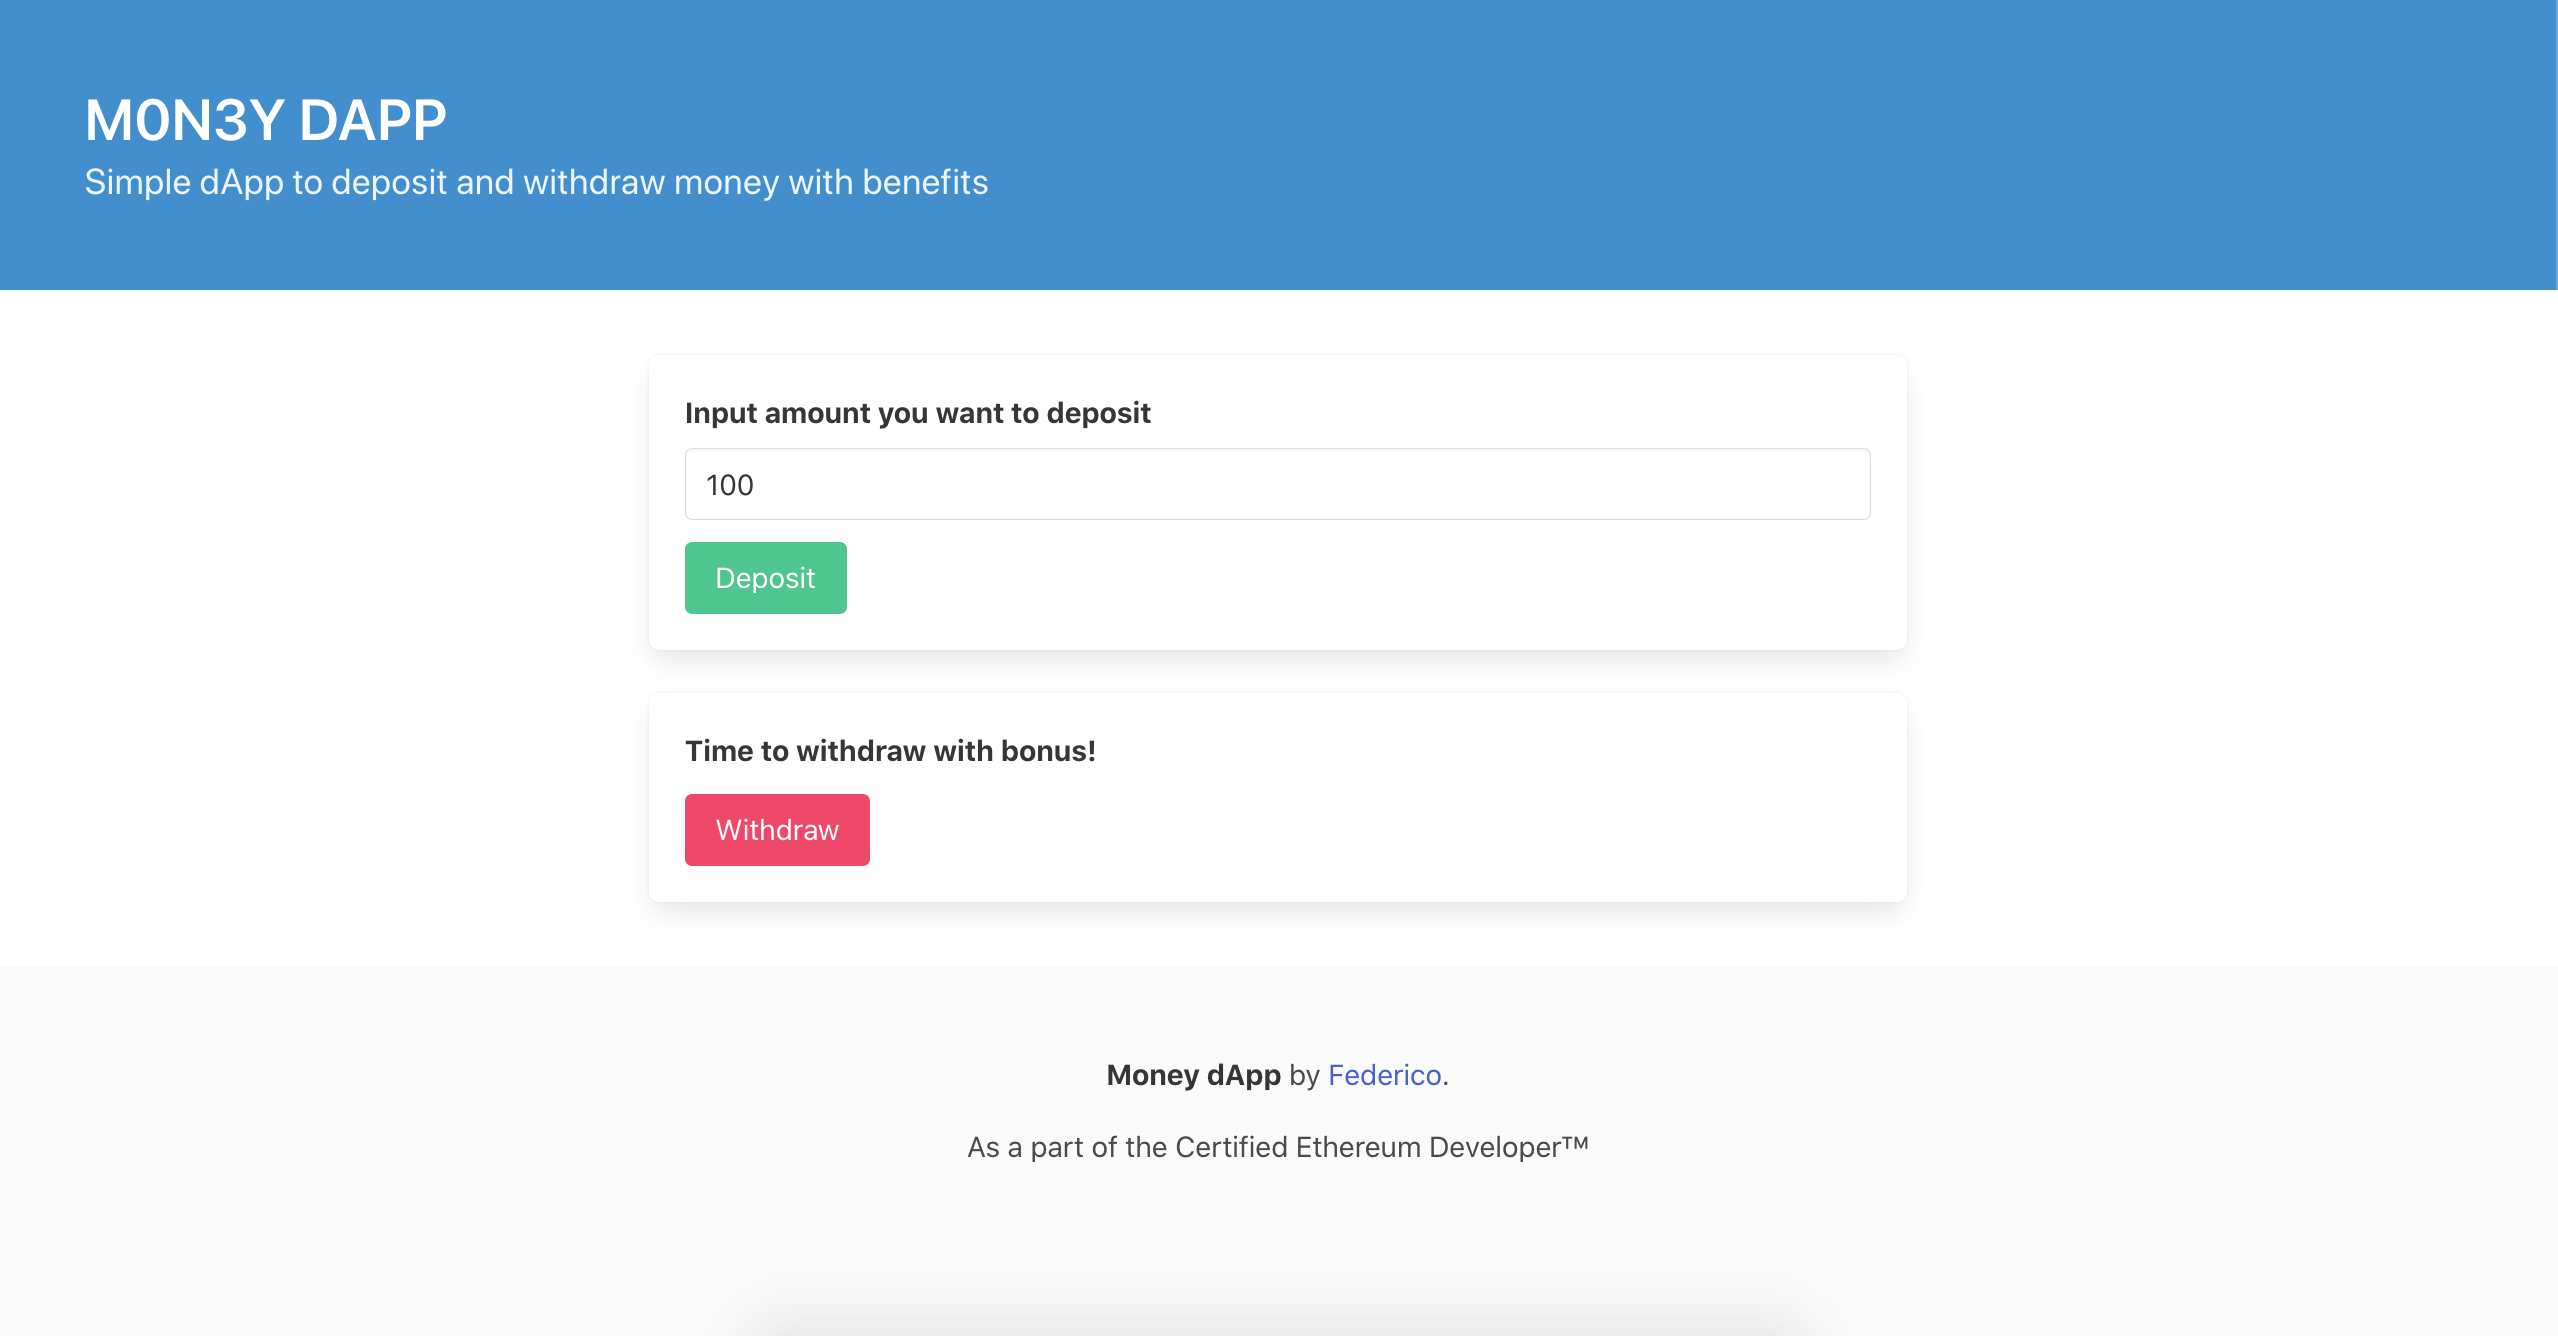 M0N3Y DAPP
Simple dApp to deposit and withdraw money with benefits
Input amount you want to deposit
100
Deposit
Time to withdraw with bonus!
Withdraw
Money dApp by Federico.
As a part of the Certified Ethereum Developer™